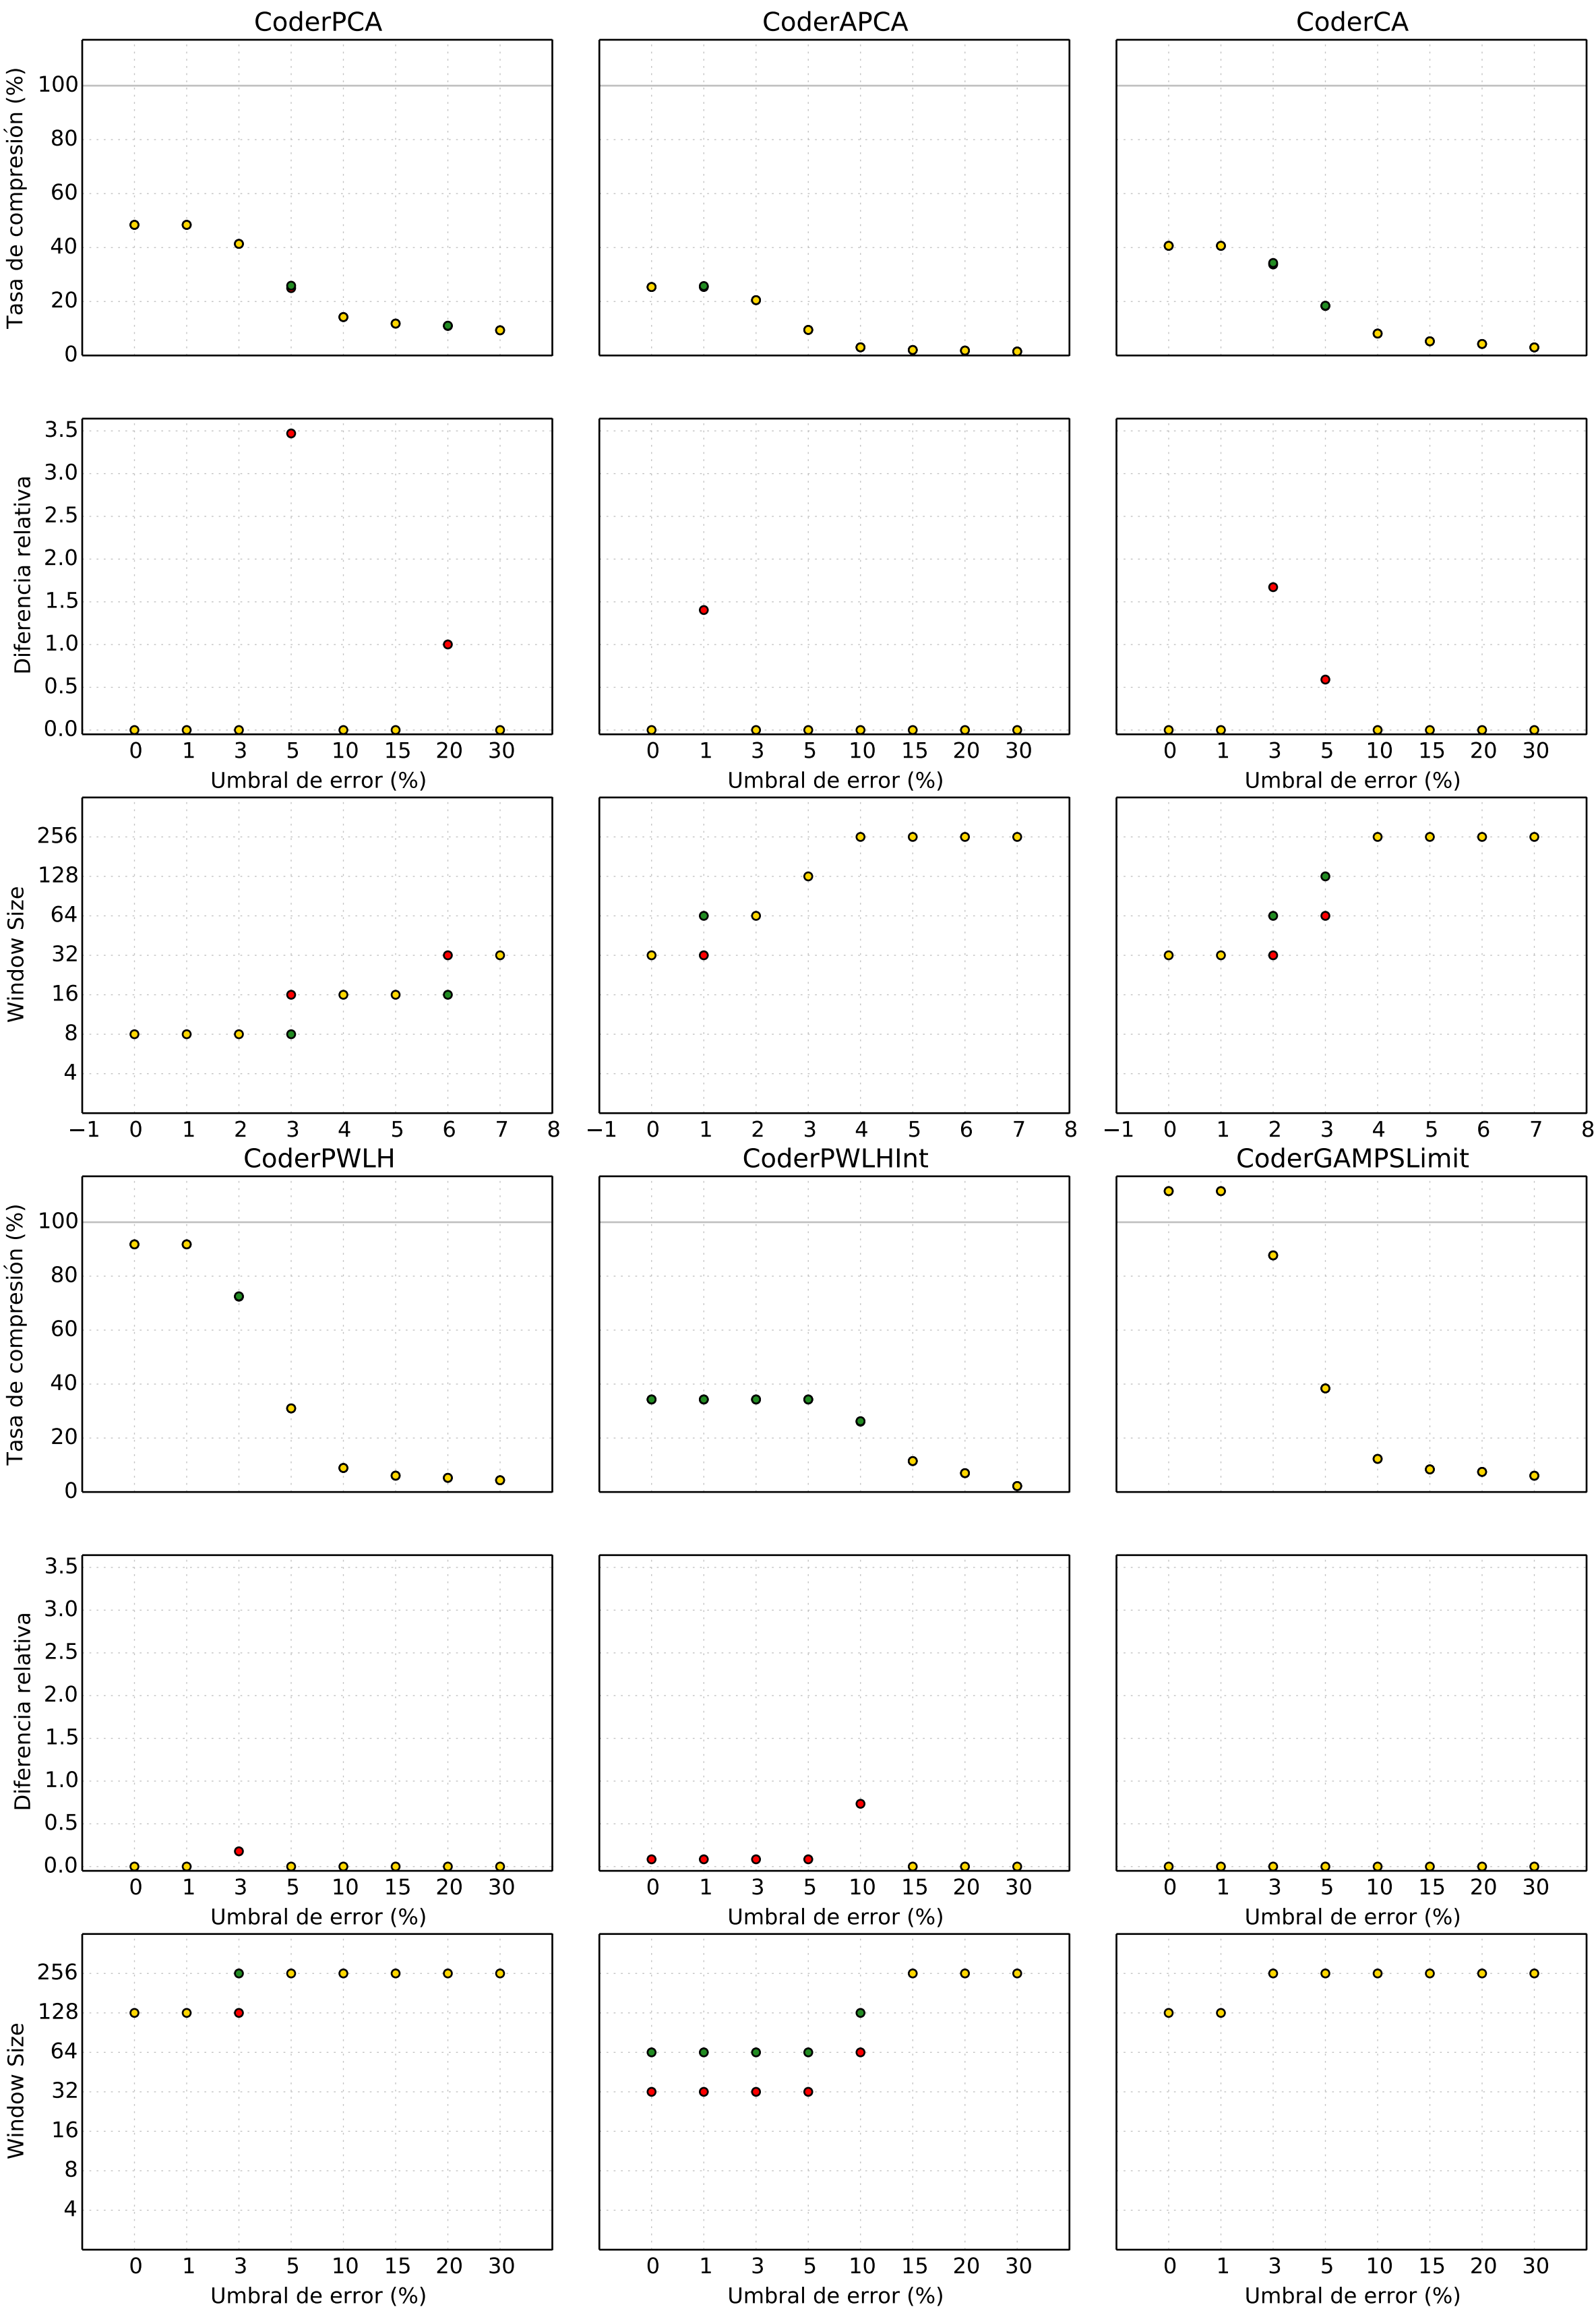 CoderPCA CoderAPCA CoderCA
Tasa de compresión (%)
100
80
60
40
20
0
Diferencia relativa
3.5
3.0
2.5
2.0
1.5
1.0
0.5
0.0
0 1 3 5 10 15 20 30 0 1 3 5 10 15 20 30 0 1 3 5 10 15 20 30
Umbral de error (%) Umbral de error (%) Umbral de error (%)
Window Size
256
128
64
32
16
8
4
−1 0 1 2 3 4 5 6 7 8 −1 0 1 2 3 4 5 6 7 8 −1 0 1 2 3 4 5 6 7 8
CoderPWLH CoderPWLHInt CoderGAMPSLimit
Tasa de compresión (%)
100
80
60
40
20
0
Diferencia relativa
3.5
3.0
2.5
2.0
1.5
1.0
0.5
0.0
0 1 3 5 10 15 20 30 0 1 3 5 10 15 20 30 0 1 3 5 10 15 20 30
Umbral de error (%) Umbral de error (%) Umbral de error (%)
Window Size
256
128
64
32
16
8
4
0 1 3 5 10 15 20 30 0 1 3 5 10 15 20 30 0 1 3 5 10 15 20 30
Umbral de error (%) Umbral de error (%) Umbral de error (%)